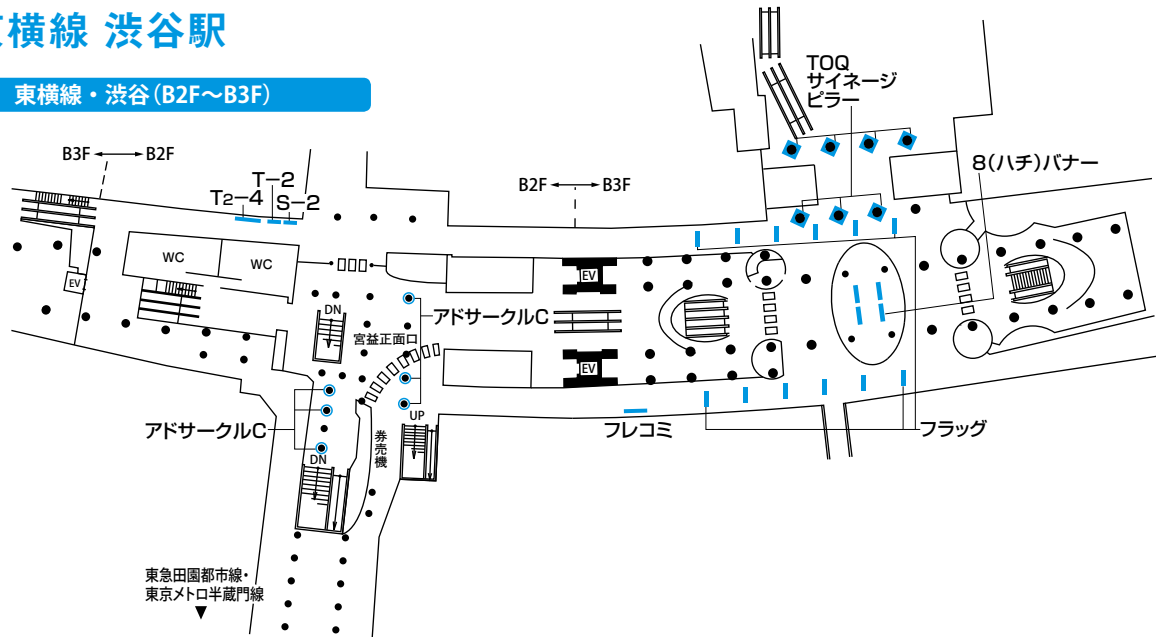 横線 渋谷駅
東横線・渋谷(B2F〜B3F)
TOQ
サイネージ
ピラー
8(ハチ)バナー
B3F
B2F
T-2
T2-4
S-2
B2F
B3F
WC
WC
EV
EV
DN
宮益正面口
アドサークルC
EV
アドサークルC
UP
券売機
フレコミ
フラッグ
DN
東急田園都市線・
東京メトロ半蔵門線